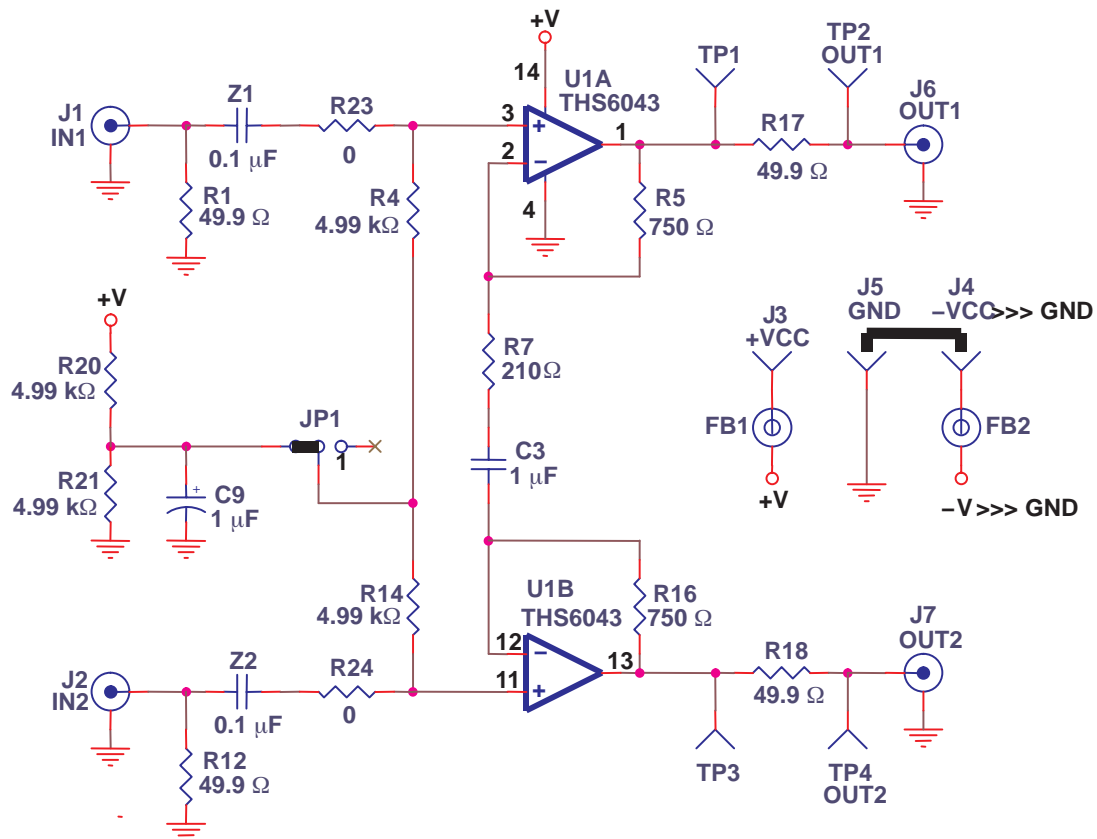 +V
14
U1A
THS6043
TP1
TP2
OUT1
J1
IN1
Z1
0.1 μF
R23
0
3
2
1
4
R17
49.9 Ω
J6
OUT1
R1
49.9 Ω
R4
4.99 kΩ
R5
750 Ω
+V
R20
4.99 kΩ
R21
4.99 kΩ
C9
+
1 μF
JP1
1
R7
210Ω
C3
1 μF
J3
+VCC
J5
GND
J4
–VCC>>> GND
FB1
FB2
+V
–V >>> GND
R14
4.99 kΩ
U1B
THS6043
R16
750 Ω
12
11
13
J2
IN2
Z2
0.1 μF
R24
0
R12
49.9 Ω
R18
49.9 Ω
J7
OUT2
TP3
TP4
OUT2